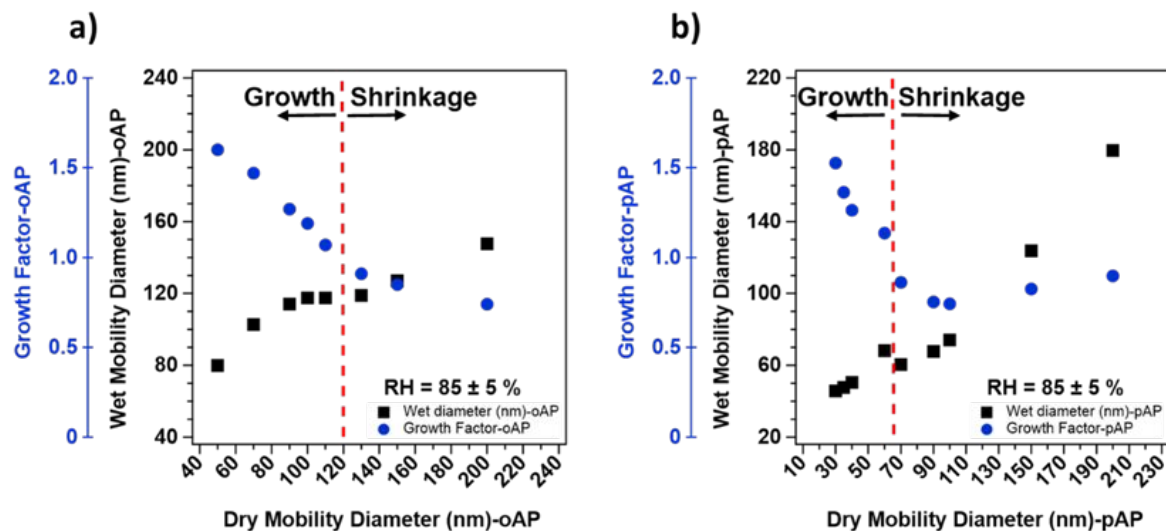 a)
Growth Factor-oAP
2.0
1.5
1.0
0.5
0
Wet Mobility Diameter (nm)-oAP
240
200
160
120
80
40
Growth Shrinkage
RH = 85 ± 5 %
Wet diameter (nm)-oAP
Growth Factor-oAP
40 60 80 100 120 140 160 180 200 220 240
Dry Mobility Diameter (nm)-oAP
b)
Growth Factor-pAP
2.0
1.5
1.0
0.5
0
Wet Mobility Diameter (nm)-pAP
220
180
140
100
60
20
Growth Shrinkage
RH = 85 ± 5 %
Wet diameter (nm)-pAP
Growth Factor-pAP
10 30 50 70 90 110 130 150 170 190 210 230
Dry Mobility Diameter (nm)-pAP